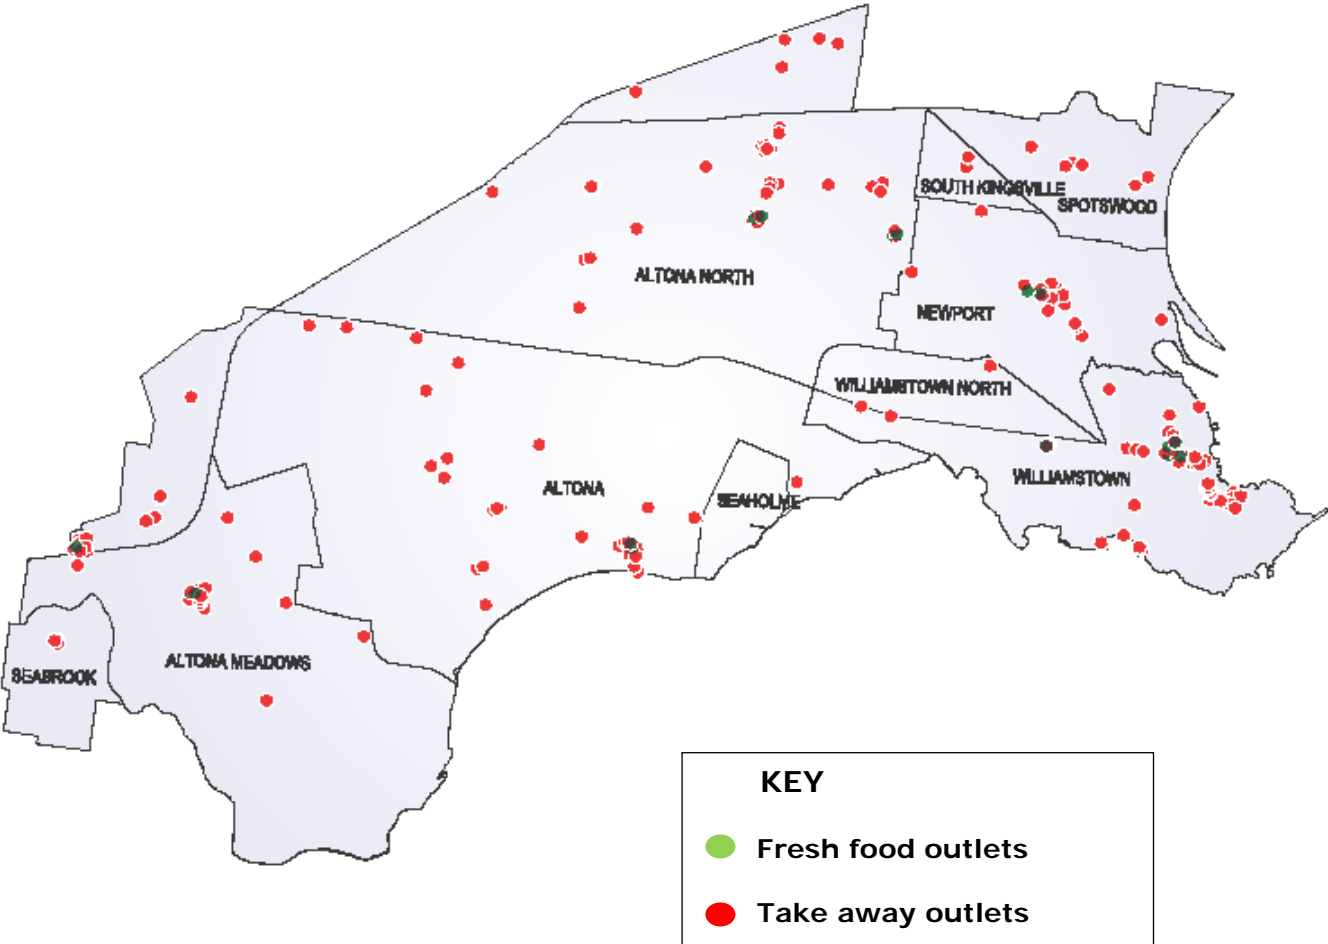 SOUTH KINGSVILLE
SPOTSWOOD
ALTONA NORTH
NEWPORT
WILLIAMSTOWN NORTH
WILLIAMSTOWN
ALTONA
SEAHOLME
ALTONA MEADOWS
SEABROOK
KEY
Fresh food outlets
Take away outlets